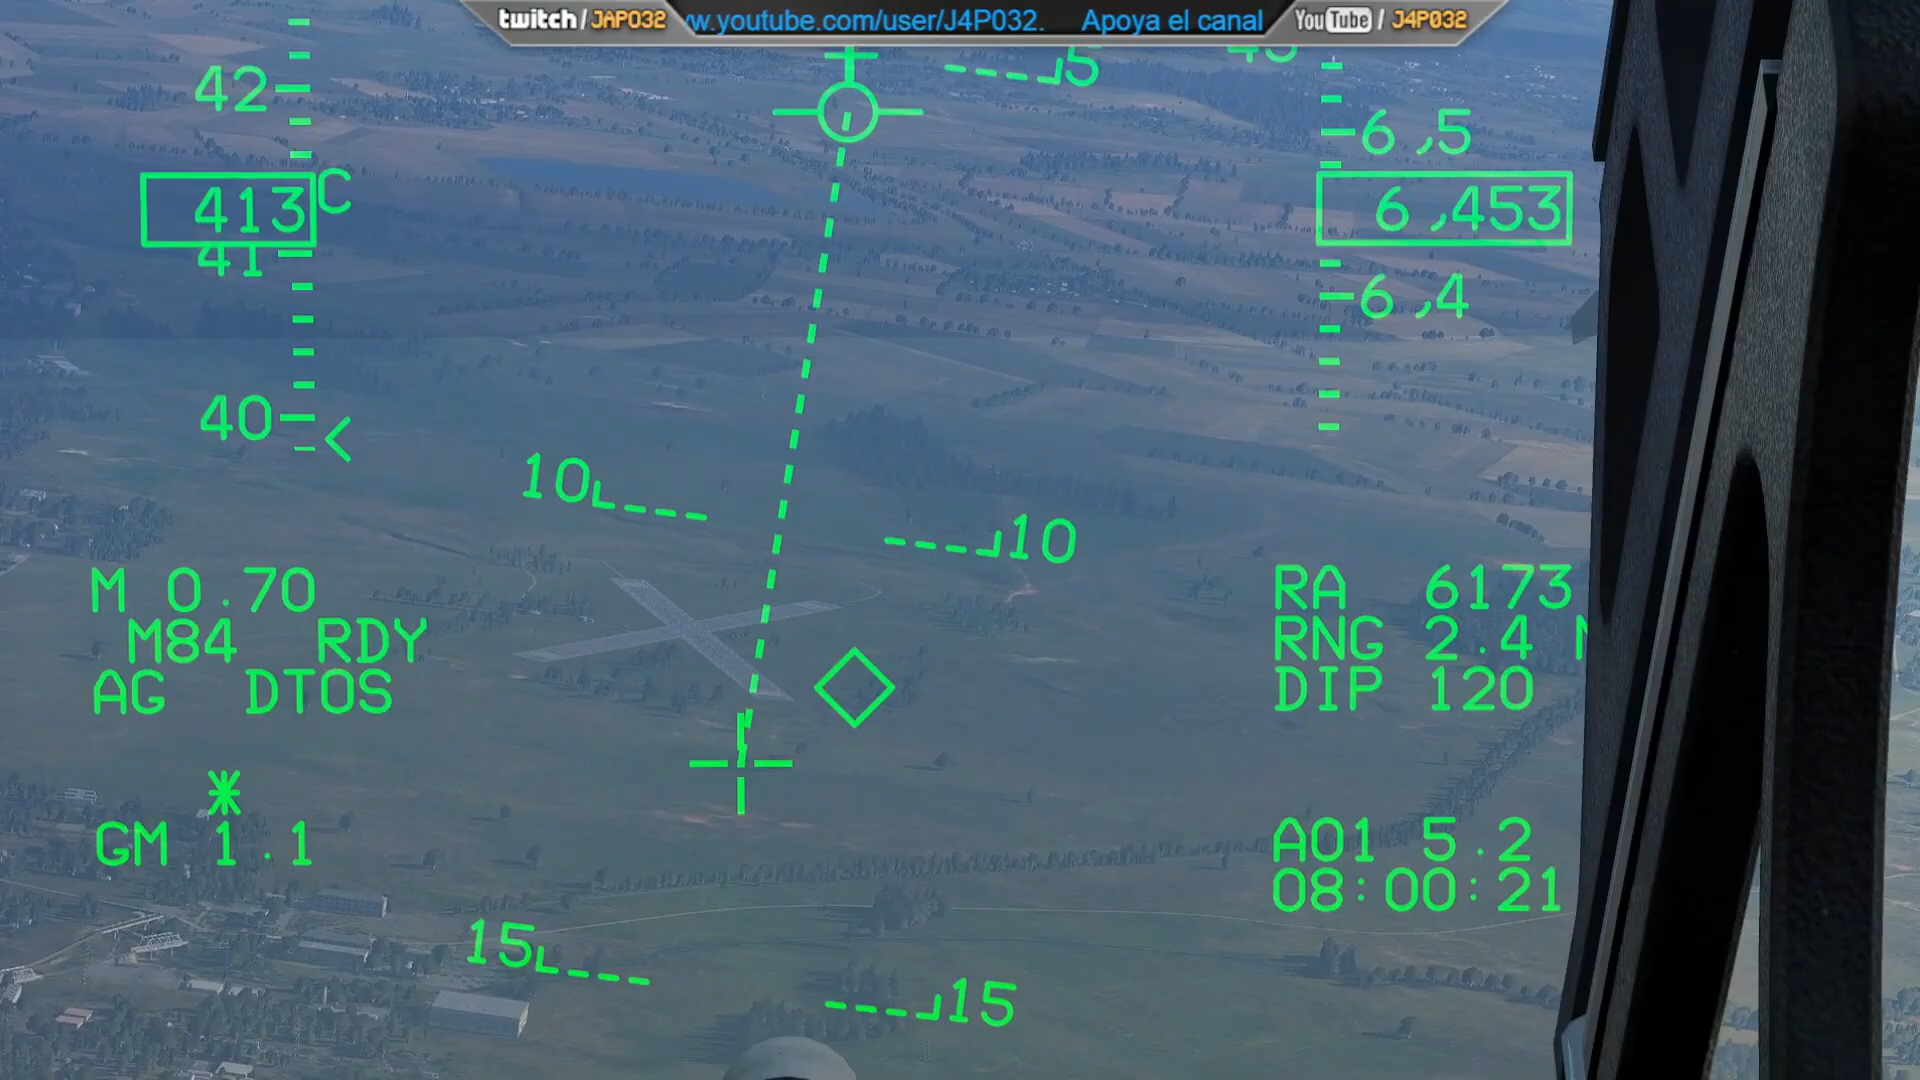 twitch / JAPO32 w.youtube.com/user/J4P032. Apoya el canal YouTube / J4P032
5
42
6,5
413 C
6,453
41
6,4
40 <
10
10
M 0.70
M84 RDY
AG DTOS
RA 6173
RNG 2.4
DIP 120
GM 1.1
A01 5.2
08:00:21
15
15